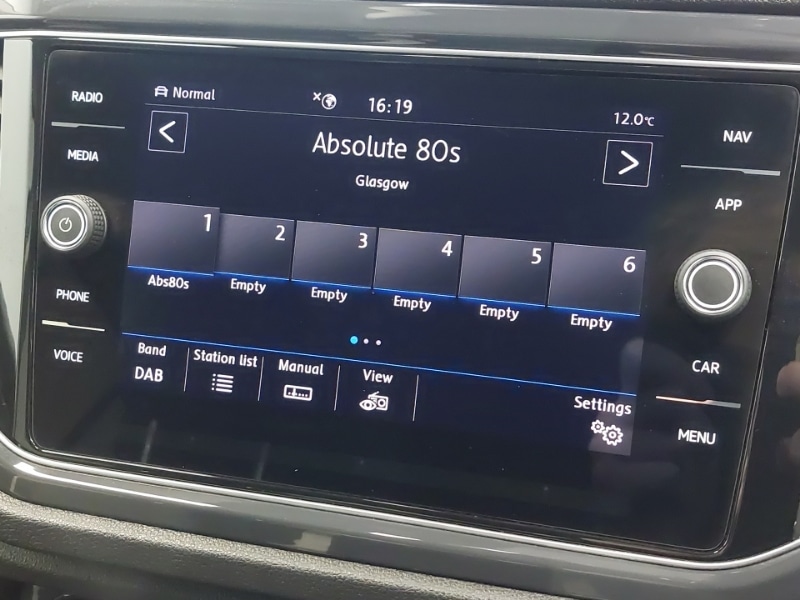 RADIO
MEDIA
PHONE
VOICE
Normal
16:19
12.0°C
Absolute 80s
Glasgow
1 2 3 4 5 6
Abs80s Empty Empty Empty Empty Empty
Band Station list Manual View Settings
DAB
NAV
APP
CAR
MENU